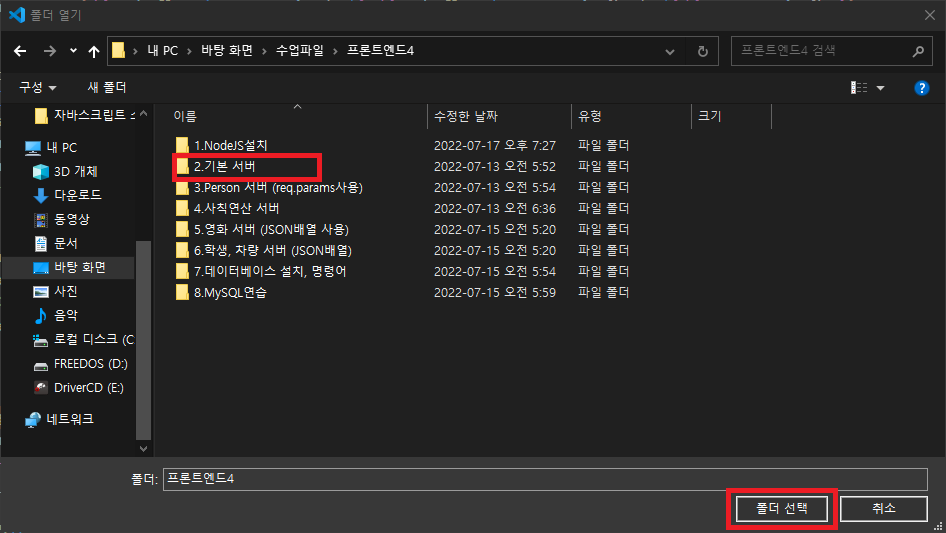 폴더 열기
내 PC > 바탕 화면 > 수업파일 > 프론트엔드4
프론트엔드4 검색
구성 새 폴더
이름 수정한 날짜 유형 크기
자바스크립트
내 PC
3D 개체
다운로드
동영상
문서
바탕 화면
사진
음악
로컬 디스크 (C
FREEDOS (D:)
DriverCD (E:)
네트워크
1.NodeJS설치 2022-07-17 오후 7:27 파일 폴더
2.기본 서버 2022-07-13 오전 5:52 파일 폴더
3.Person 서버 (req.params사용) 2022-07-13 오전 5:54 파일 폴더
4.사칙연산 서버 2022-07-13 오전 6:36 파일 폴더
5.영화 서버 (JSON배열 사용) 2022-07-15 오전 5:20 파일 폴더
6.학생, 차량 서버 (JSON배열) 2022-07-15 오전 5:20 파일 폴더
7.데이터베이스 설치, 명령어 2022-07-15 오전 5:54 파일 폴더
8.MySQL연습 2022-07-15 오전 5:59 파일 폴더
폴더: 프론트엔드4
폴더 선택 취소